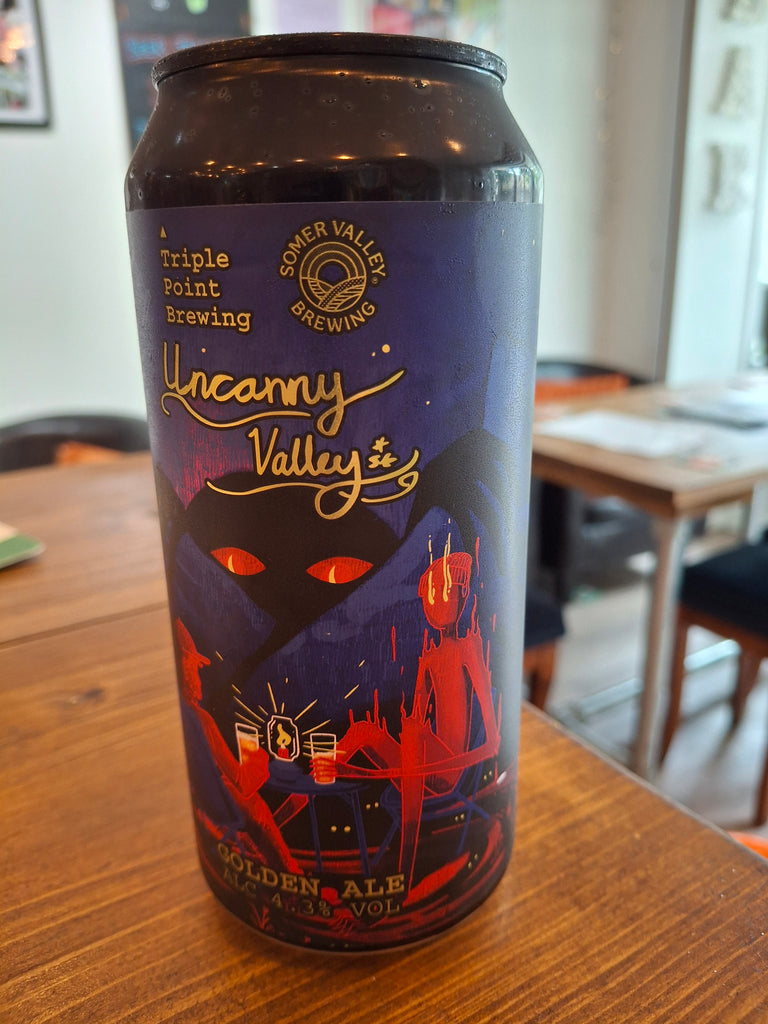 Triple
Point
Brewing
SOMER VALLEY
BREWING
®
Uncanny
Valley
GOLDEN ALE
ALC 4.3% VOL